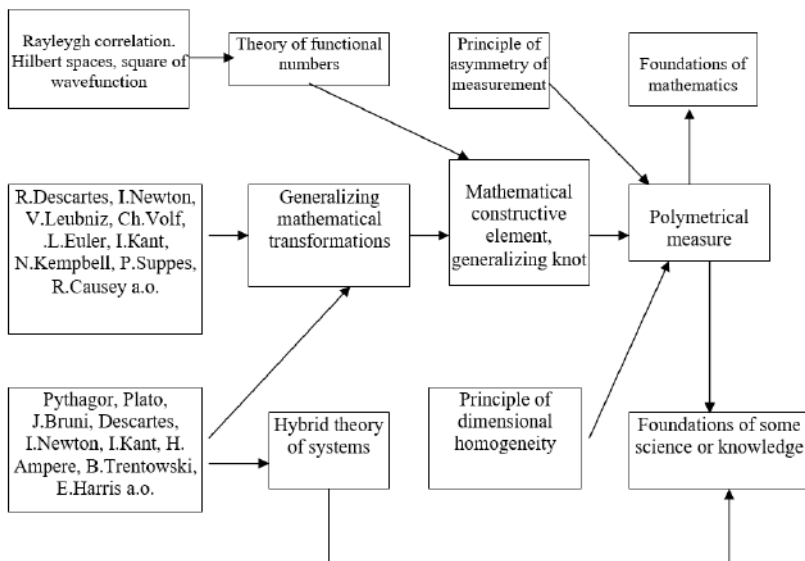 Rayleygh correlation.
Hilbert spaces, square of
wavefunction
Theory of functional
numbers
Principle of
asymmetry of
measurement
Foundations of
mathematics
R.Descartes, I.Newton,
V.Leubniz, Ch.Volf,
.L.Euler, I.Kant,
N.Kempbell, P.Suppes,
R.Causey a.o.
Generalizing
mathematical
transformations
Mathematical
constructive
element,
generalizing knot
Polymetrical
measure
Pythagor, Plato,
J.Bruni, Descartes,
I.Newton, I.Kant, H.
Ampere, B.Trentowski,
E.Harris a.o.
Hybrid theory
of systems
Principle of
dimensional
homogeneity
Foundations of some
science or knowledge